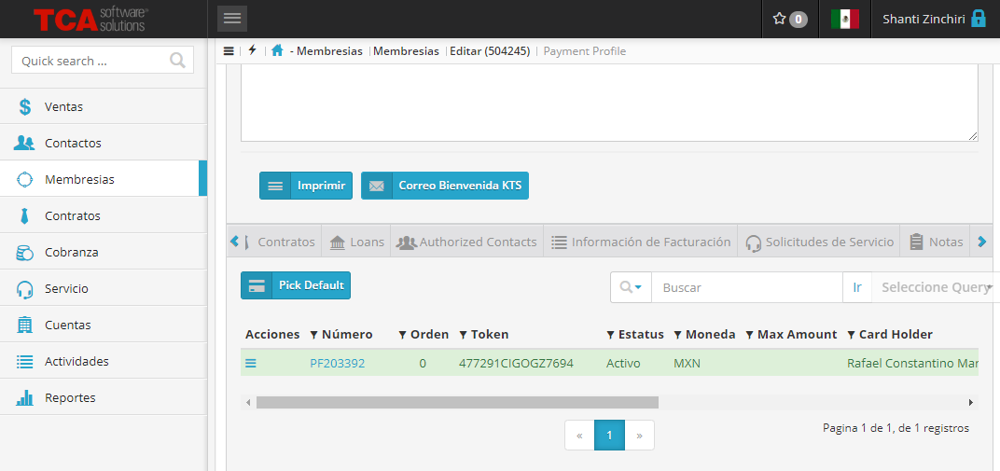 TCA software solutions
0
Shanti Zinchiri
Quick search ...
- Membresias | Membresias | Editar (504245) | Payment Profile
Ventas
Contactos
Membresias
Contratos
Cobranza
Servicio
Cuentas
Actividades
Reportes
Imprimir
Correo Bienvenida KTS
Contratos Loans Authorized Contacts Información de Facturación Solicitudes de Servicio Notas
Pick Default
Buscar
Ir
Seleccione Query
Acciones Número Orden Token Estatus Moneda Max Amount Card Holder
PF203392 0 477291CIGOGZ7694 Activo MXN Rafael Constantino Mar
« 1 »
Pagina 1 de 1, de 1 registros